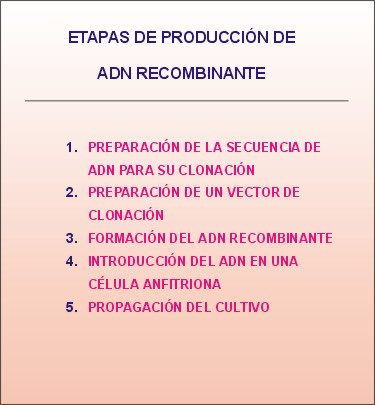 ETAPAS DE PRODUCCIÓN DE
ADN RECOMBINANTE
1. PREPARACIÓN DE LA SECUENCIA DE
ADN PARA SU CLONACIÓN
2. PREPARACIÓN DE UN VECTOR DE
CLONACIÓN
3. FORMACIÓN DEL ADN RECOMBINANTE
4. INTRODUCCIÓN DEL ADN EN UNA
CÉLULA ANFITRIONA
5. PROPAGACIÓN DEL CULTIVO